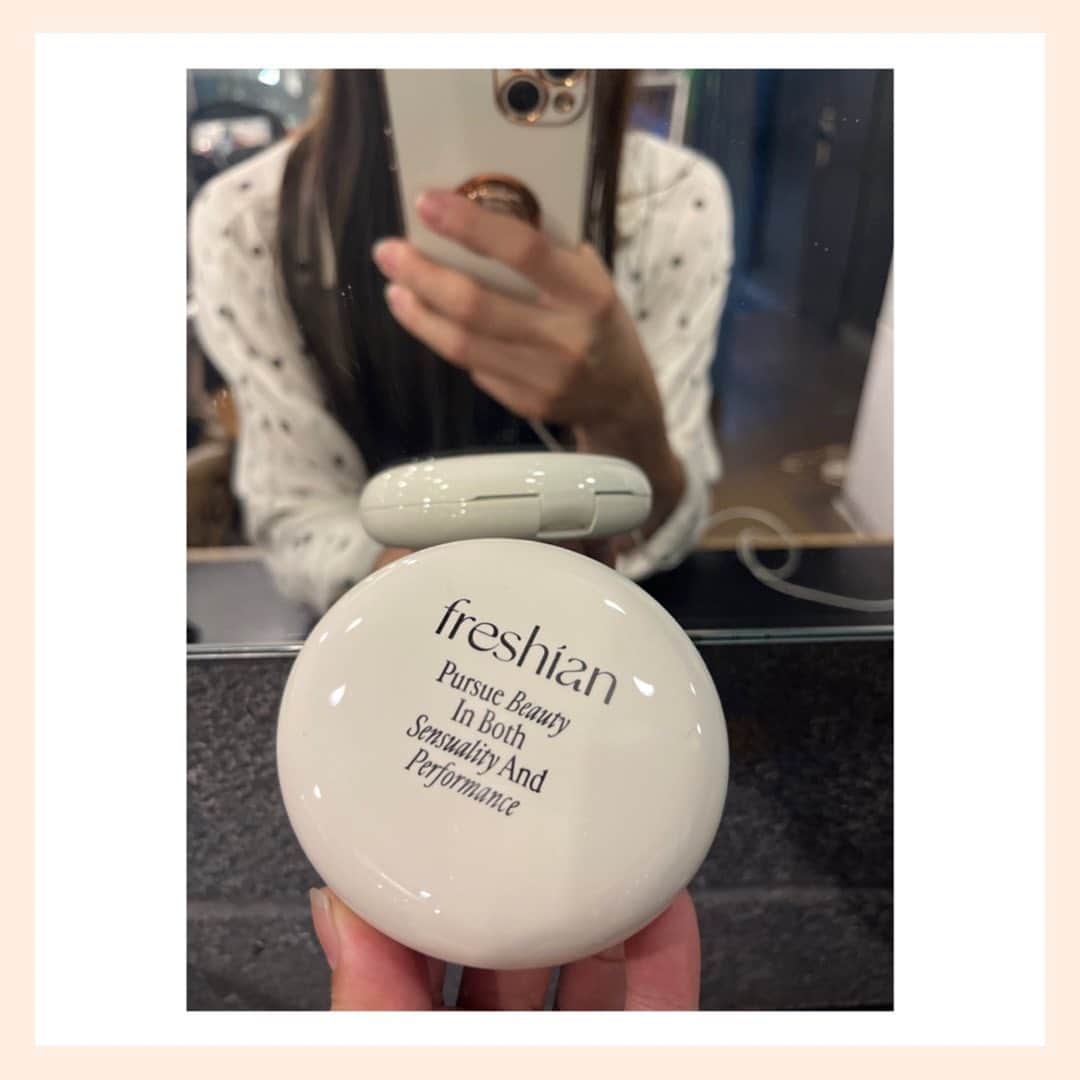 freshian
Pursue Beauty
In Both
Sensuality And
Performance